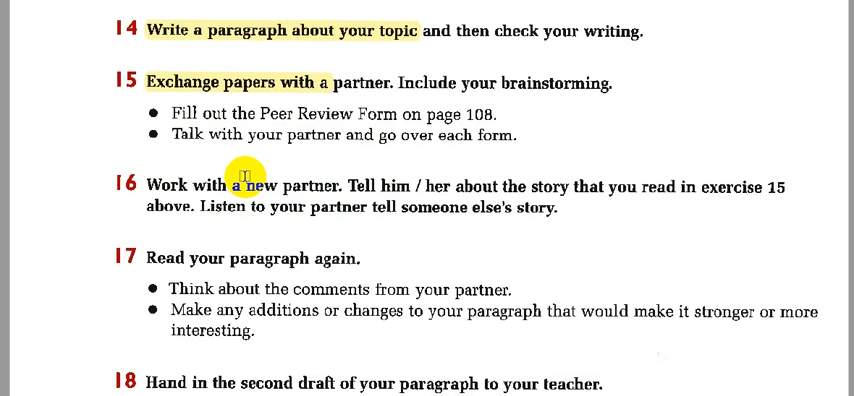 14 Write a paragraph about your topic and then check your writing.
15 Exchange papers with a partner. Include your brainstorming.
● Fill out the Peer Review Form on page 108.
● Talk with your partner and go over each form.
16 Work with a new partner. Tell him / her about the story that you read in exercise 15
above. Listen to your partner tell someone else's story.
17 Read your paragraph again.
● Think about the comments from your partner.
● Make any additions or changes to your paragraph that would make it stronger or more
interesting.
18 Hand in the second draft of your paragraph to your teacher.